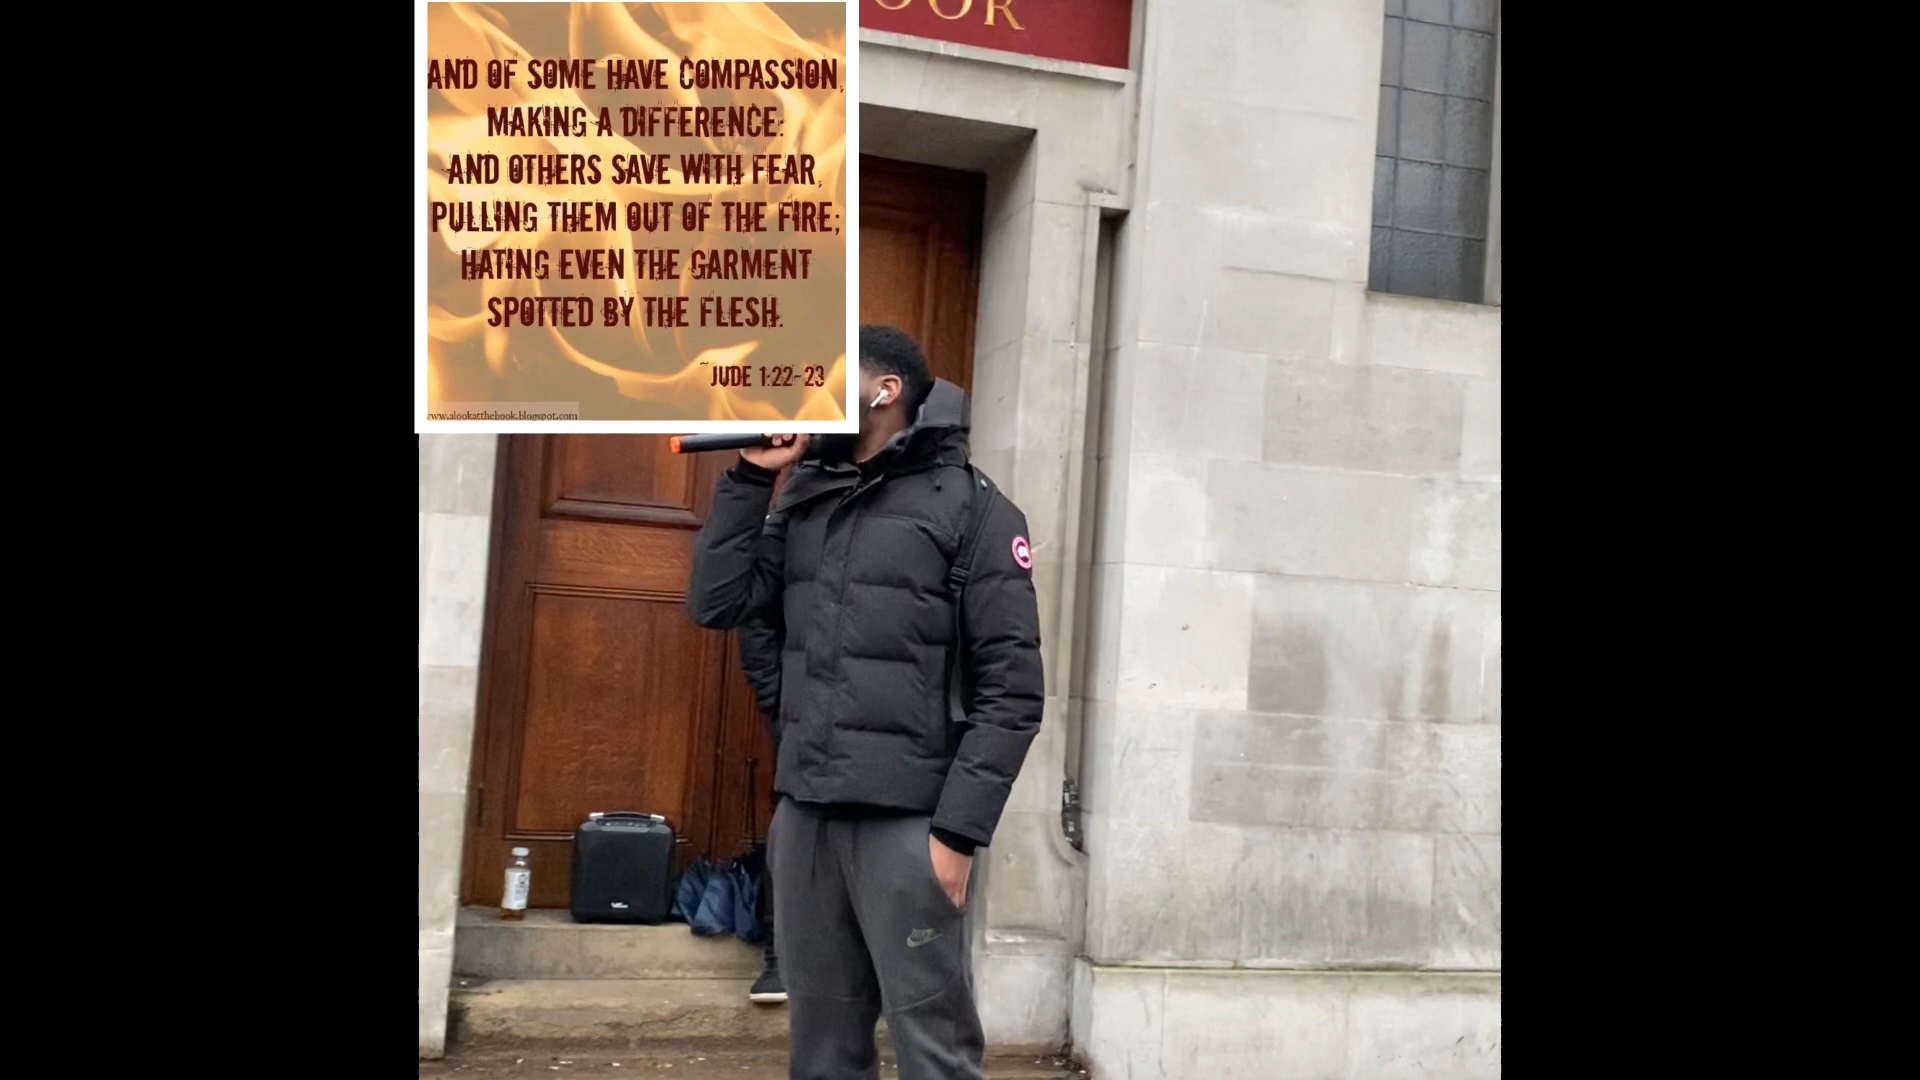 OOR
AND OF SOME HAVE COMPASSION,
MAKING A DIFFERENCE:
AND OTHERS SAVE WITH FEAR,
PULLING THEM OUT OF THE FIRE;
HATING EVEN THE GARMENT
SPOTTED BY THE FLESH.
~JUDE 1:22-23
www.alookatthebook.blogspot.com